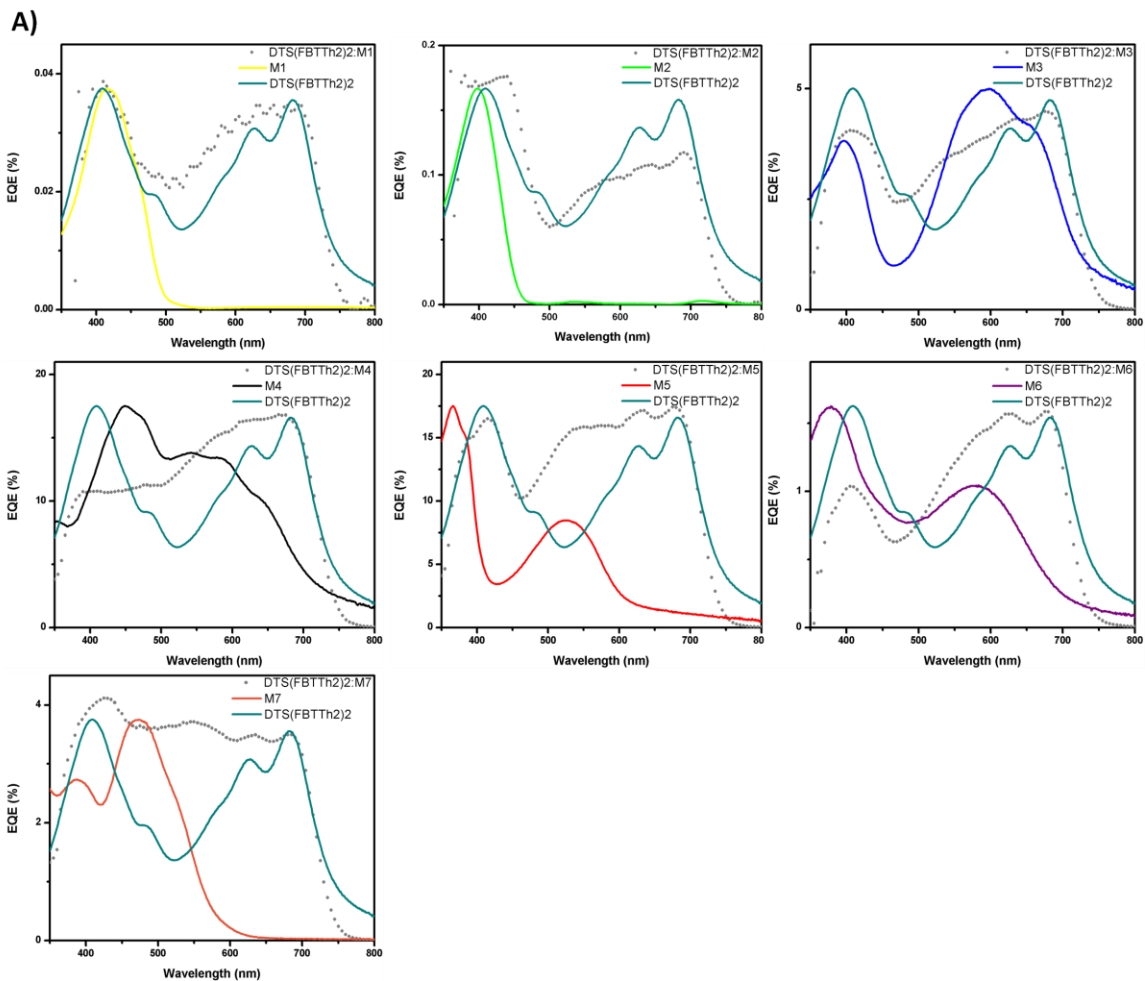 A)
DTS(FBTTh2)2:M1
M1
DTS(FBTTh2)2
EQE (%)
0.04
0.02
0.00
400 500 600 700 800
Wavelength (nm)
DTS(FBTTh2)2:M2
M2
DTS(FBTTh2)2
EQE (%)
0.2
0.1
0.0
400 500 600 700 80
Wavelength (nm)
DTS(FBTTh2)2:M3
M3
DTS(FBTTh2)2
EQE (%)
5
0
400 500 600 700 800
Wavelength (nm)
DTS(FBTTh2)2:M4
M4
DTS(FBTTh2)2
EQE (%)
20
10
0
400 500 600 700 800
Wavelength (nm)
DTS(FBTTh2)2:M5
M5
DTS(FBTTh)2
EQE (%)
20
10
0
400 500 600 700 800
Wavelength (nm)
DTS(FBTTh2)2:M6
M6
DTS(FBTTh2)2
EQE (%)
1
0
400 500 600 700 800
Wavelength (nm)
DTS(FBTTh2)2:M7
M7
DTS(FBTTh2)2
EQE (%)
4
2
0
400 500 600 700 800
Wavelength (nm)